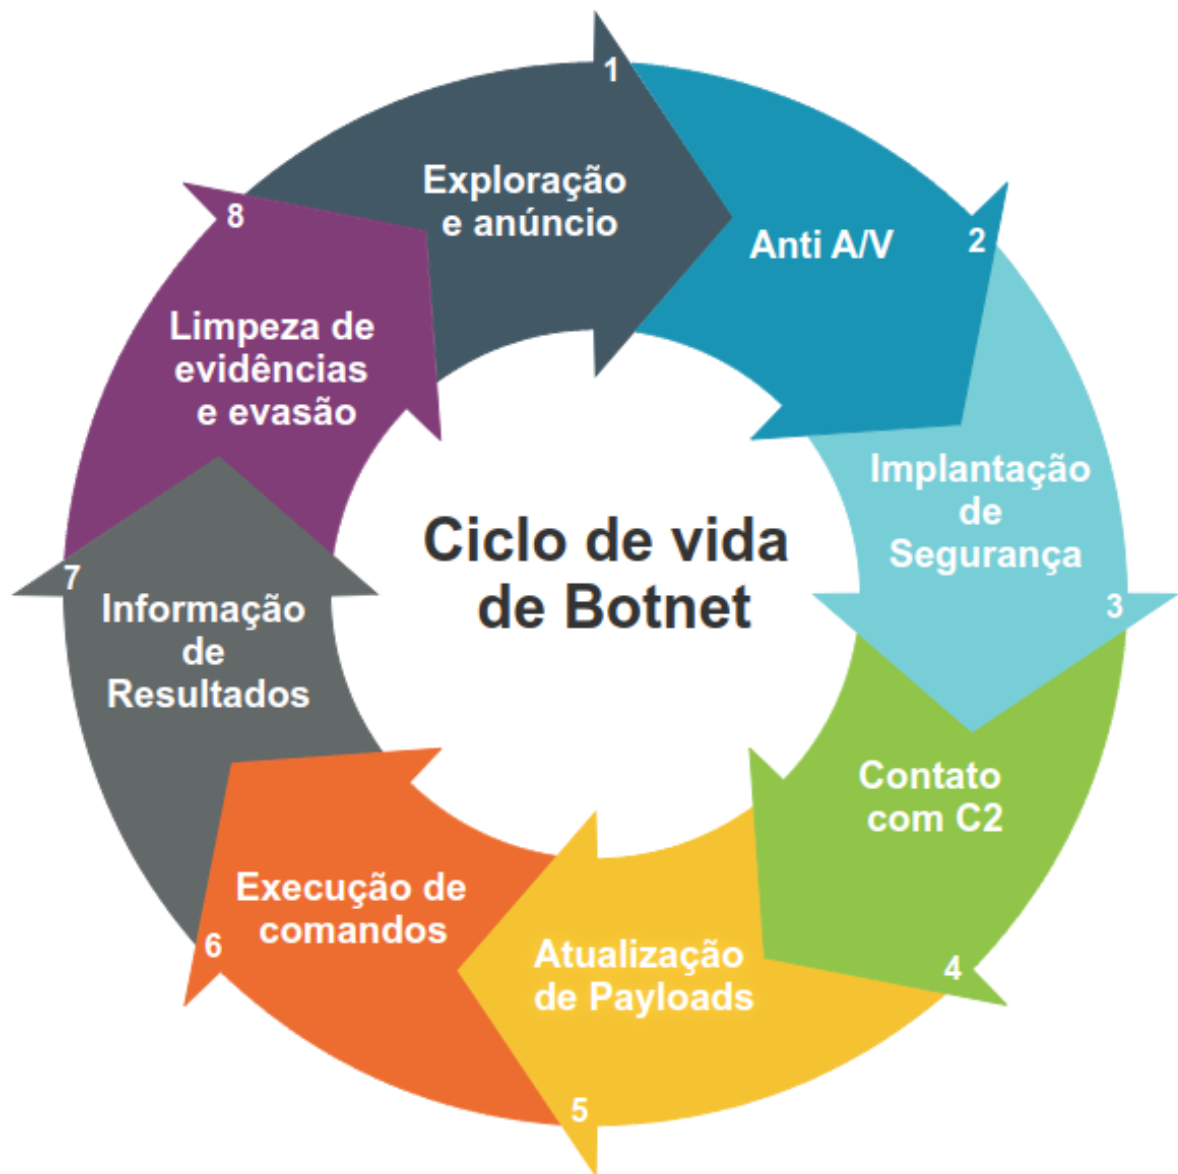 1
Exploração
e anúncio
Anti A/V
2
Implantação
de
Segurança
3
Contato
com C2
4
Atualização
de Payloads
5
Execução de
comandos
6
Informação
de
Resultados
7
Limpeza de
evidências
e evasão
8
Ciclo de vida
de Botnet